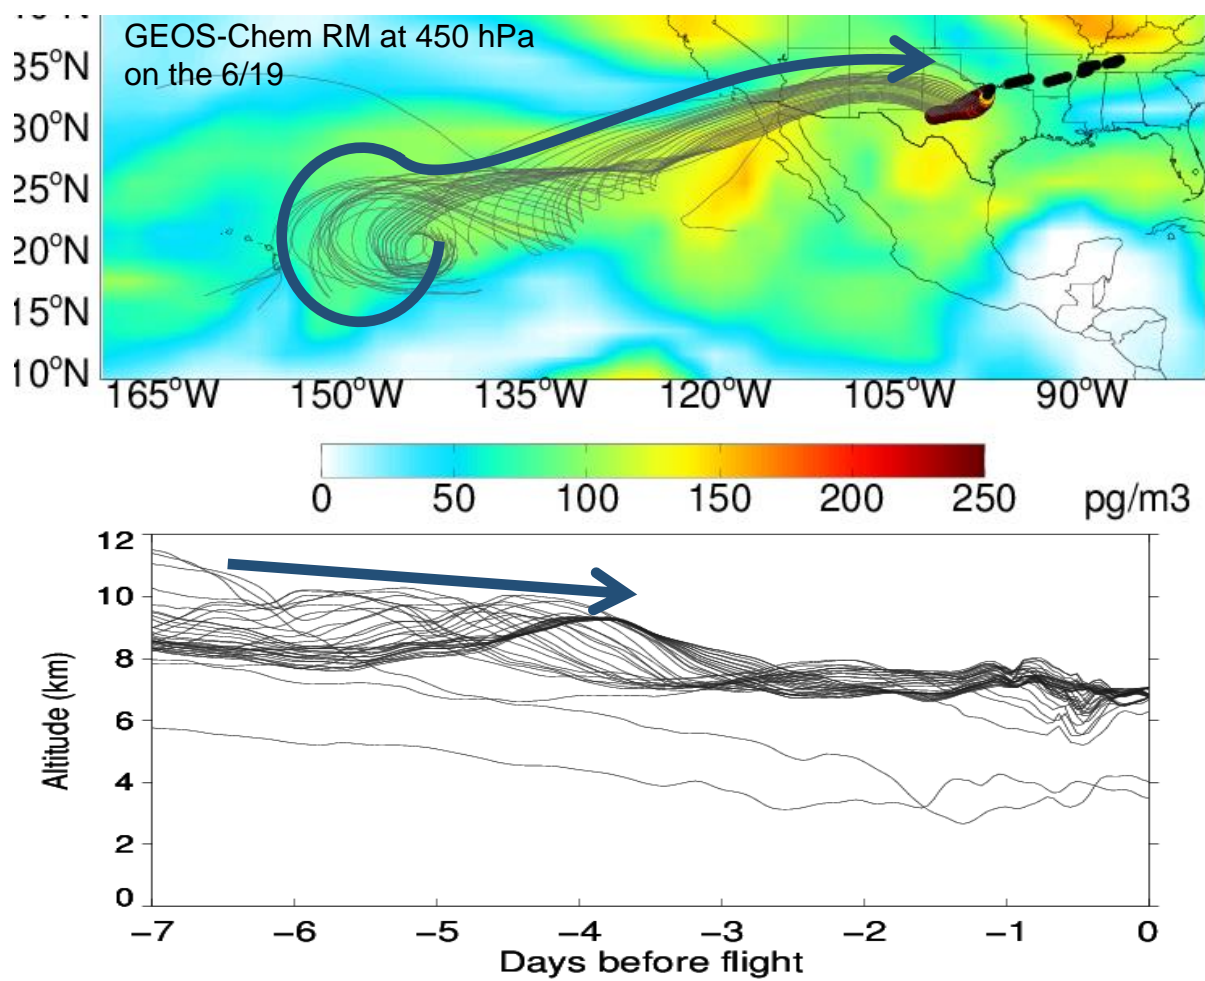 GEOS-Chem RM at 450 hPa
on the 6/19
35°N
30°N
25°N
20°N
15°N
10°N
165°W 150°W 135°W 120°W 105°W 90°W
0 50 100 150 200 250 pg/m3
12
10
8
6
4
2
0
Altitude (km)
−7 −6 −5 −4 −3 −2 −1 0
Days before flight